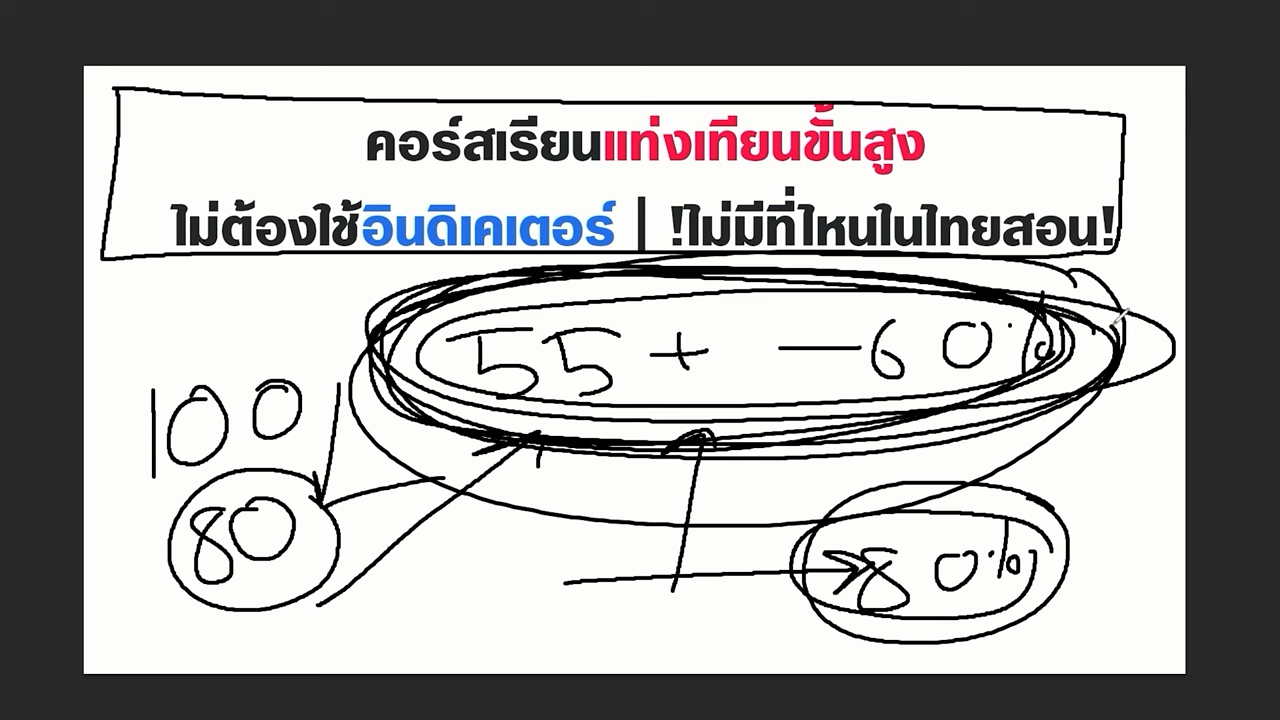 คอร์สเรียนแท่งเทียนขั้นสูง
ไม่ต้องใช้อินดิเคเตอร์ | !ไม่มีที่ไหนในไทยสอน!
55+ - 60%
100
80
80%